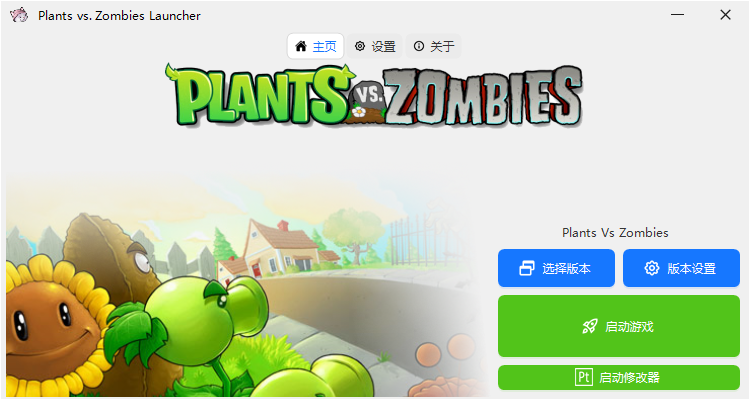 Plants vs. Zombies Launcher
主页 设置 关于
PLANTS VS. ZOMBIES
Plants Vs Zombies
选择版本 版本设置
启动游戏
Pt 启动修改器